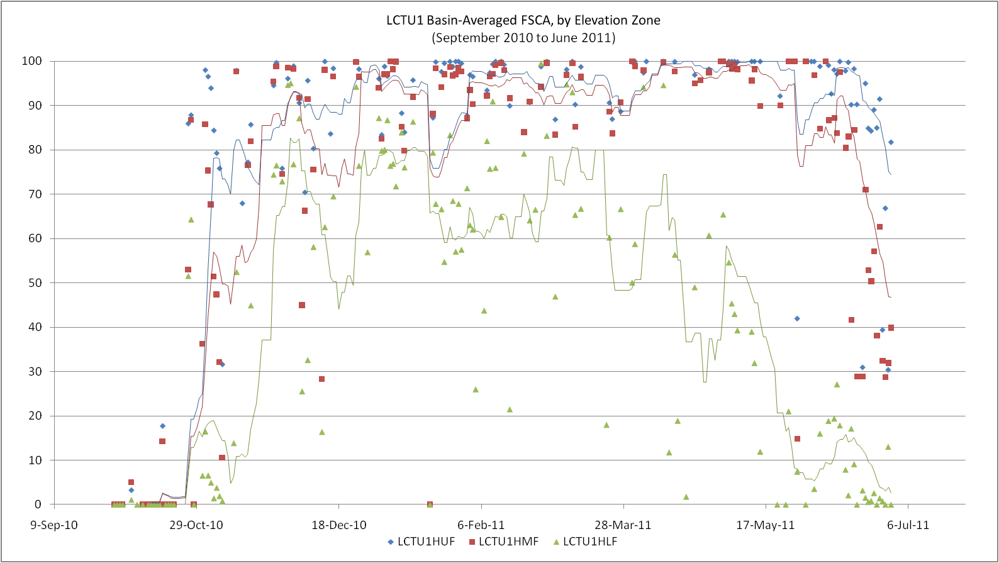 LCTU1 Basin-Averaged FSCA, by Elevation Zone
(September 2010 to June 2011)
100
90
80
70
60
50
40
30
20
10
0
9-Sep-10 29-Oct-10 18-Dec-10 6-Feb-11 28-Mar-11 17-May-11 6-Jul-11
LCTU1HUF LCTU1HMF LCTU1HLF